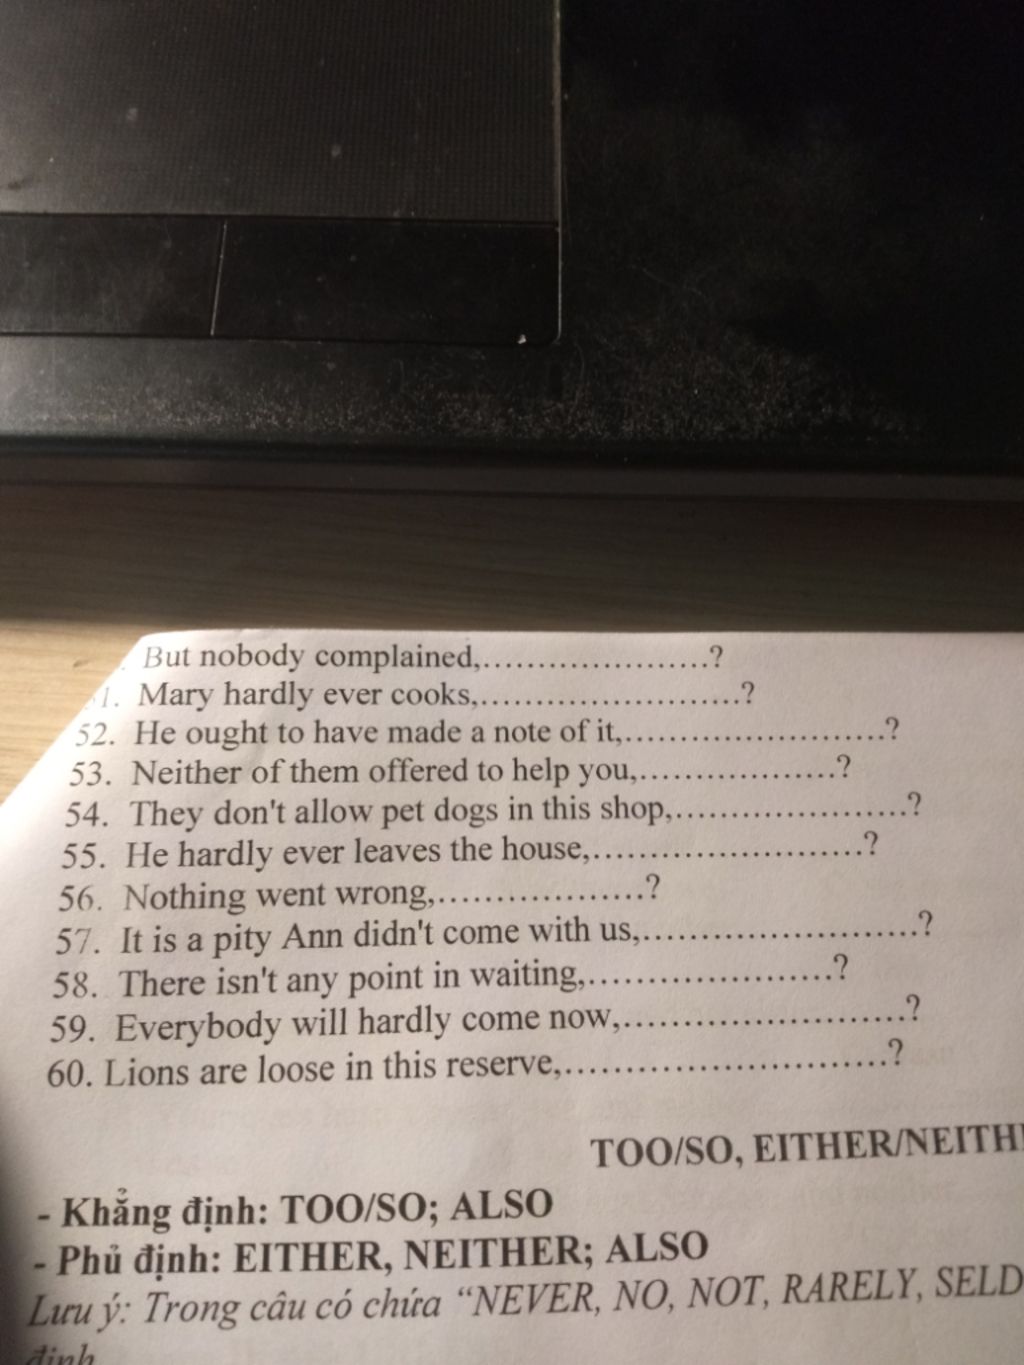 . But nobody complained,.....................?
1. Mary hardly ever cooks,........................?
52. He ought to have made a note of it,........................?
53. Neither of them offered to help you,..................?
54. They don't allow pet dogs in this shop,.....................?
55. He hardly ever leaves the house,........................?
56. Nothing went wrong,..................?
57. It is a pity Ann didn't come with us,........................?
58. There isn't any point in waiting,.....................?
59. Everybody will hardly come now,........................?
60. Lions are loose in this reserve,...........................?
TOO/SO, EITHER/NEITH
- Khẳng định: TOO/SO; ALSO
- Phủ định: EITHER, NEITHER; ALSO
Lưu ý: Trong câu có chứa “NEVER, NO, NOT, RARELY, SELD
định